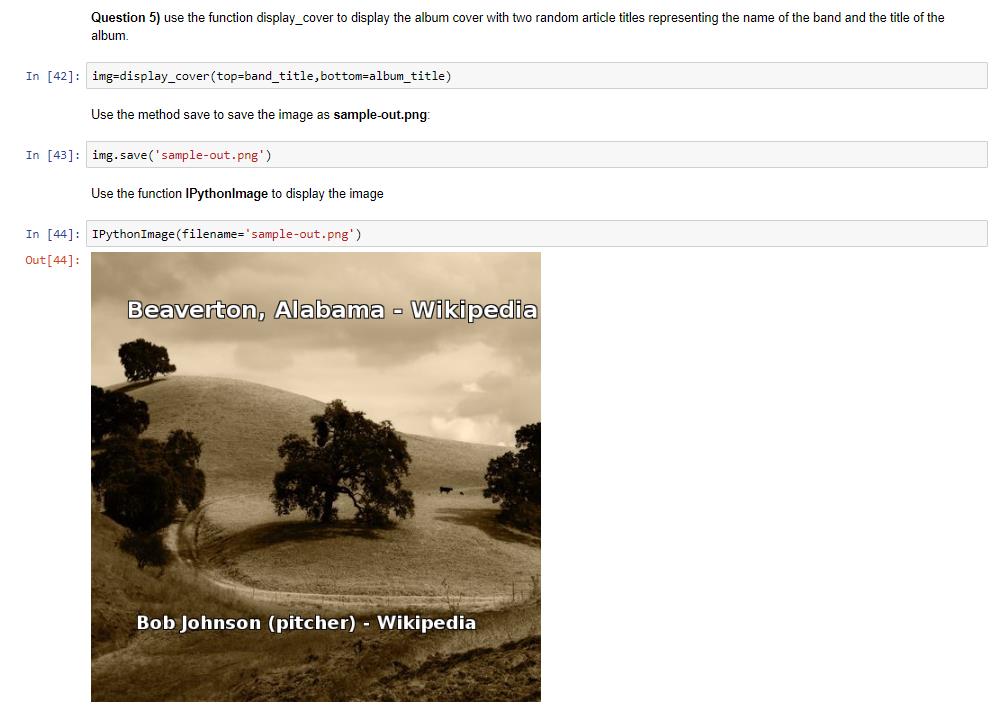 Question 5) use the function display_cover to display the album cover with two random article titles representing the name of the band and the title of the
album.
In [42]: img=display_cover(top=band_title,bottom=album_title)
Use the method save to save the image as sample-out.png:
In [43]: img.save('sample-out.png')
Use the function IPythonImage to display the image
In [44]: IPythonImage(filename='sample-out.png')
Out[44]:
Beaverton, Alabama - Wikipedia
Bob Johnson (pitcher) - Wikipedia